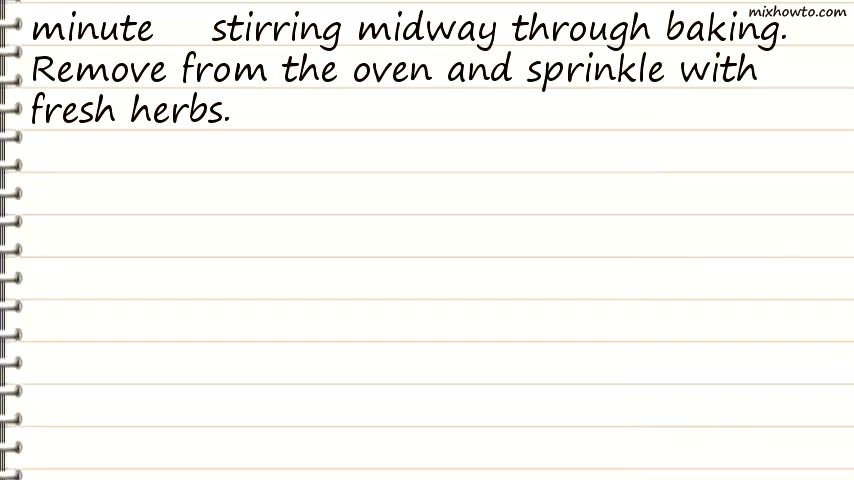 mixhowto.com
minute stirring midway through baking.
Remove from the oven and sprinkle with
fresh herbs.